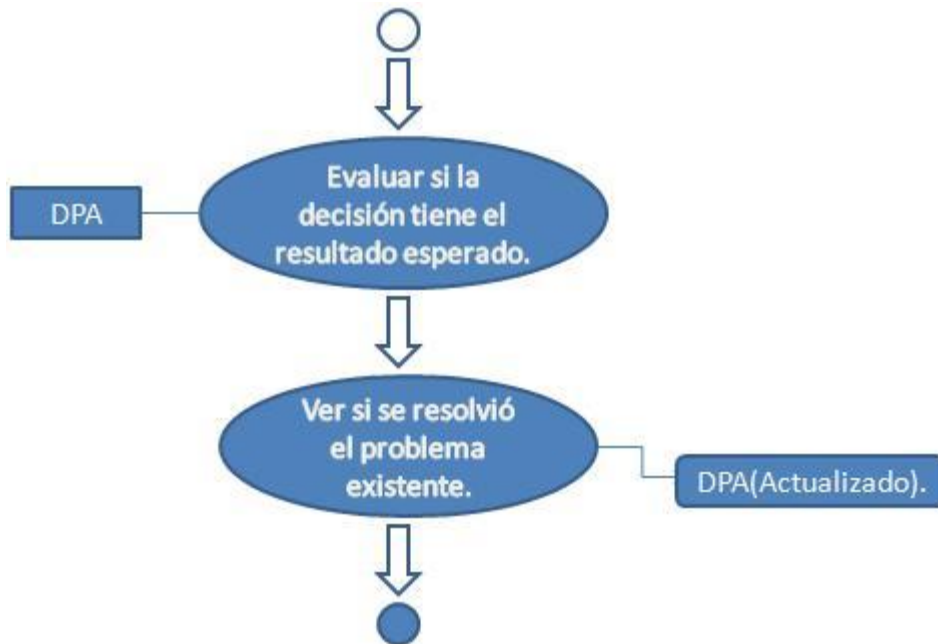 Evaluar si la
decisión tiene el
resultado esperado.
DPA
Ver si se resolvió
el problema
existente.
DPA(Actualizado).